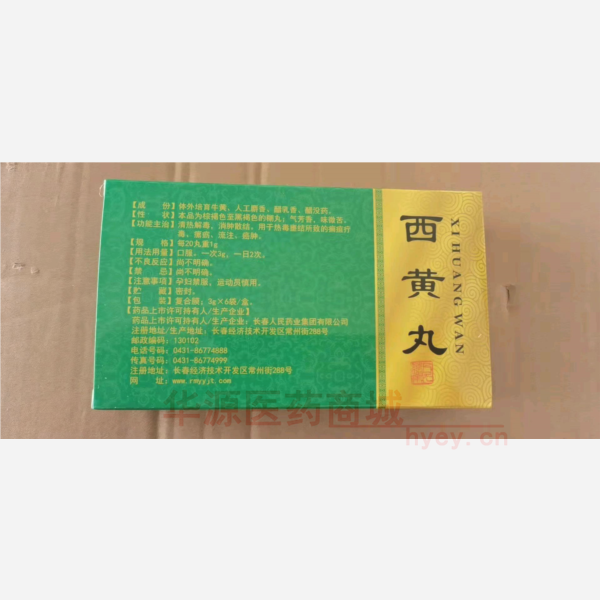 【成　份】体外培育牛黄，人工麝香，醋乳香，醋没药。
【性　状】本品为棕褐色至黑褐色的糊丸；气芳香，味微苦。
【功能主治】清热解毒，消肿散结。用于热毒壅结所致的痈疽疔
毒、瘰疬、流注、癌肿。
【规　格】每20丸重1g
【用法用量】口服。一次3g，一日2次。
【不良反应】尚不明确。
【禁　忌】尚不明确。
【注意事项】孕妇禁服，运动员慎用。
【贮　藏】密封。
【包　装】复合膜，3g×6袋/盒。
【药品上市许可持有人/生产企业】
药品上市许可持有人/生产企业：长春人民药业集团有限公司
注册地址/生产地址：长春经济技术开发区常州街288号
邮政编码：130102
电话号码：0431-86774888
传真号码：0431-86774999
注册地址：长春经济技术开发区常州街288号
网　址：www.rmyyjt.com
西黄丸
XI HUANG WAN
华源医药商城
hyey.cn